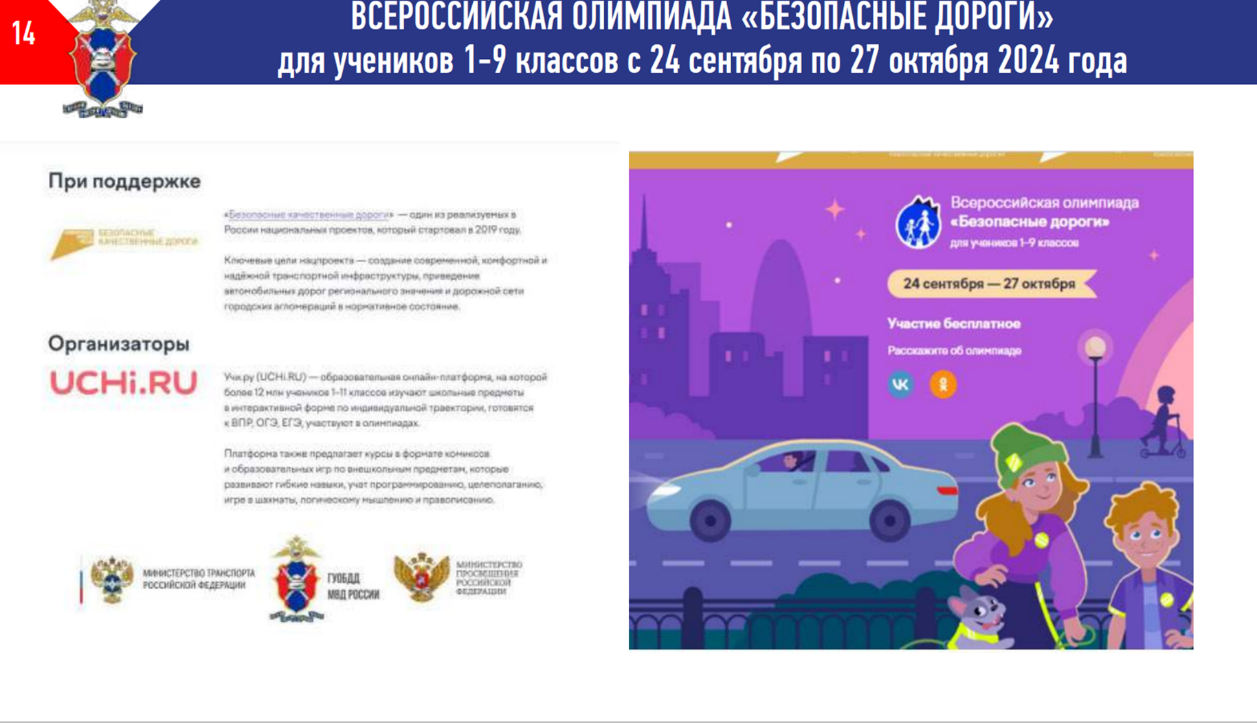 14
ВСЕРОССИЙСКАЯ ОЛИМПИАДА «БЕЗОПАСНЫЕ ДОРОГИ»
для учеников 1-9 классов с 24 сентября по 27 октября 2024 года
При поддержке
БЕЗОПАСНЫЕ
КАЧЕСТВЕННЫЕ ДОРОГИ
«Безопасные качественные дороги» — один из реализуемых в
России национальных проектов, который стартовал в 2019 году.
Ключевые цели нацпроекта — создание современной, комфортной и
надёжной транспортной инфраструктуры, приведение
автомобильных дорог регионального значения и дорожной сети
городских агломераций в нормативное состояние.
Организаторы
UCHi.RU
Учи.ру (UCHI.RU) — образовательная онлайн-платформа, на которой
более 12 млн учеников 1-11 классов изучают школьные предметы
в интерактивной форме по индивидуальной траектории, готовятся
к ВПР, ОГЭ, ЕГЭ, участвуют в олимпиадах.
Платформа также предлагает курсы в формате комиксов
и образовательных игр по внешкольным предметам, которые
развивают гибкие навыки, учат программированию, целеполаганию,
игре в шахматы, логическому мышлению и правописанию.
МИНИСТЕРСТВО ТРАНСПОРТА
РОССИЙСКОЙ ФЕДЕРАЦИИ
ГУОБДД
МВД РОССИИ
МИНИСТЕРСТВО
ПРОСВЕЩЕНИЯ
РОССИЙСКОЙ
ФЕДЕРАЦИИ
Всероссийская олимпиада
«Безопасные дороги»
для учеников 1–9 классов
24 сентября — 27 октября
Участие бесплатное
Расскажите об олимпиаде